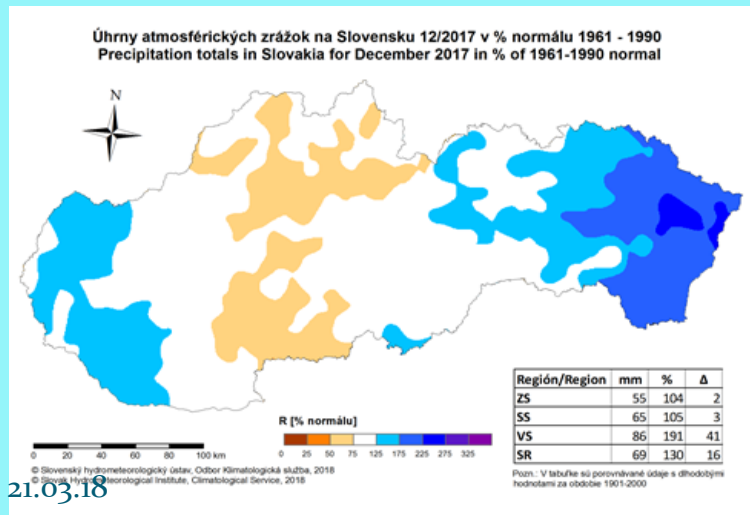 Úhrny atmosférických zrážok na Slovensku 12/2017 v % normálu 1961 - 1990
Precipitation totals in Slovakia for December 2017 in % of 1961-1990 normal
N
Región/Region mm % Δ
ZS 55 104 2
SS 65 105 3
VS 86 191 41
SR 69 130 16
R [% normálu]
0 25 50 75 125 175 225 275 325
0 20 40 60 80 100 km
© Slovenský hydrometeorologický ústav, Odbor Klimatologická služba, 2018
© Slovak Hydrometeorological Institute, Climatological Service, 2018
Pozn.: V tabuľke sú porovnávané údaje s dlhodobými
hodnotami za obdobie 1901-2000
21.03.18